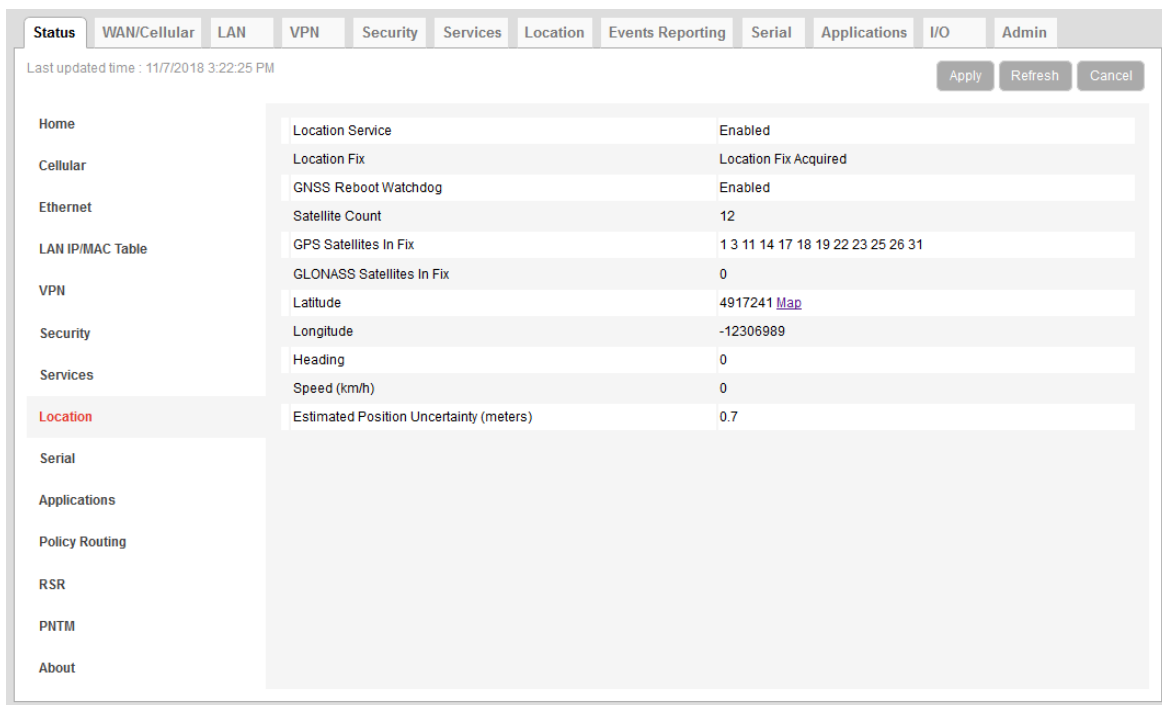 Status WAN/Cellular LAN VPN Security Services Location Events Reporting Serial Applications I/O Admin
Last updated time : 11/7/2018 3:22:25 PM
Apply Refresh Cancel
Home
Cellular
Ethernet
LAN IP/MAC Table
VPN
Security
Services
Location
Serial
Applications
Policy Routing
RSR
PNTM
About
Location Service Enabled
Location Fix Location Fix Acquired
GNSS Reboot Watchdog Enabled
Satellite Count 12
GPS Satellites In Fix 1 3 11 14 17 18 19 22 23 25 26 31
GLONASS Satellites In Fix 0
Latitude 4917241 Map
Longitude -12306989
Heading 0
Speed (km/h) 0
Estimated Position Uncertainty (meters) 0.7